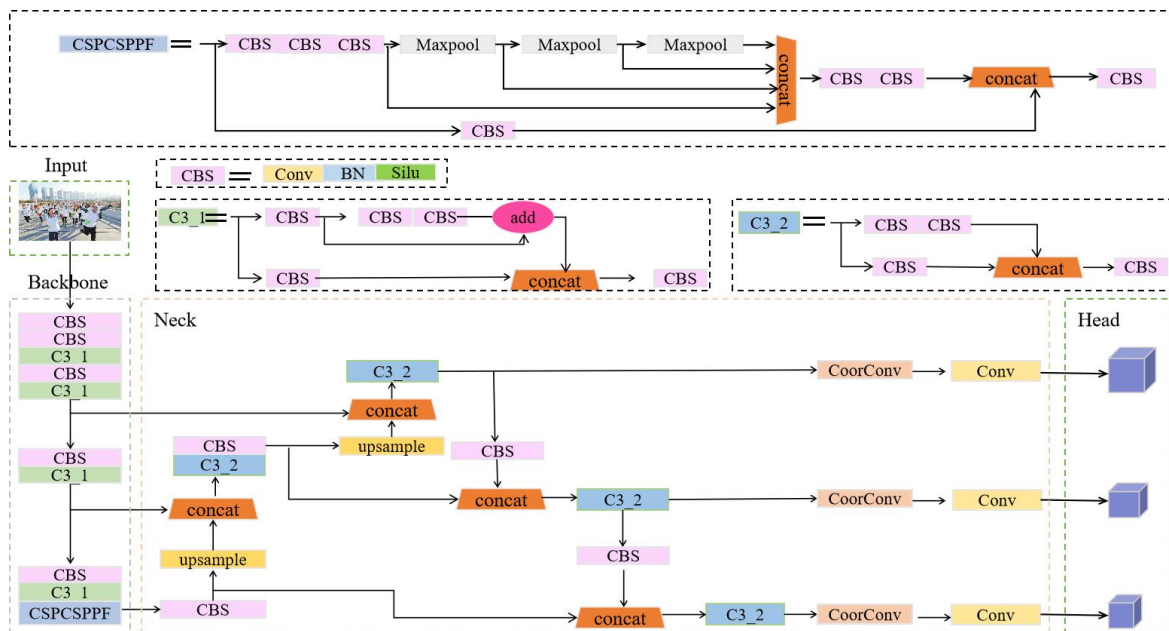 CSPCSPPF = CBS CBS CBS Maxpool Maxpool Maxpool
concat
CBS CBS concat CBS
CBS
Input
CBS = Conv BN Silu
C3_1 = CBS CBS CBS add
CBS concat CBS
C3_2 = CBS CBS
CBS concat CBS
Backbone
CBS
CBS
C3_1
CBS
C3_1
CBS
C3_1
CBS
C3_1
CSPCSPPF
Neck
C3_2 CoorConv Conv
concat
CBS upsample CBS
C3_2
concat concat C3_2 CoorConv Conv
upsample CBS
CBS concat C3_2 CoorConv Conv
Head